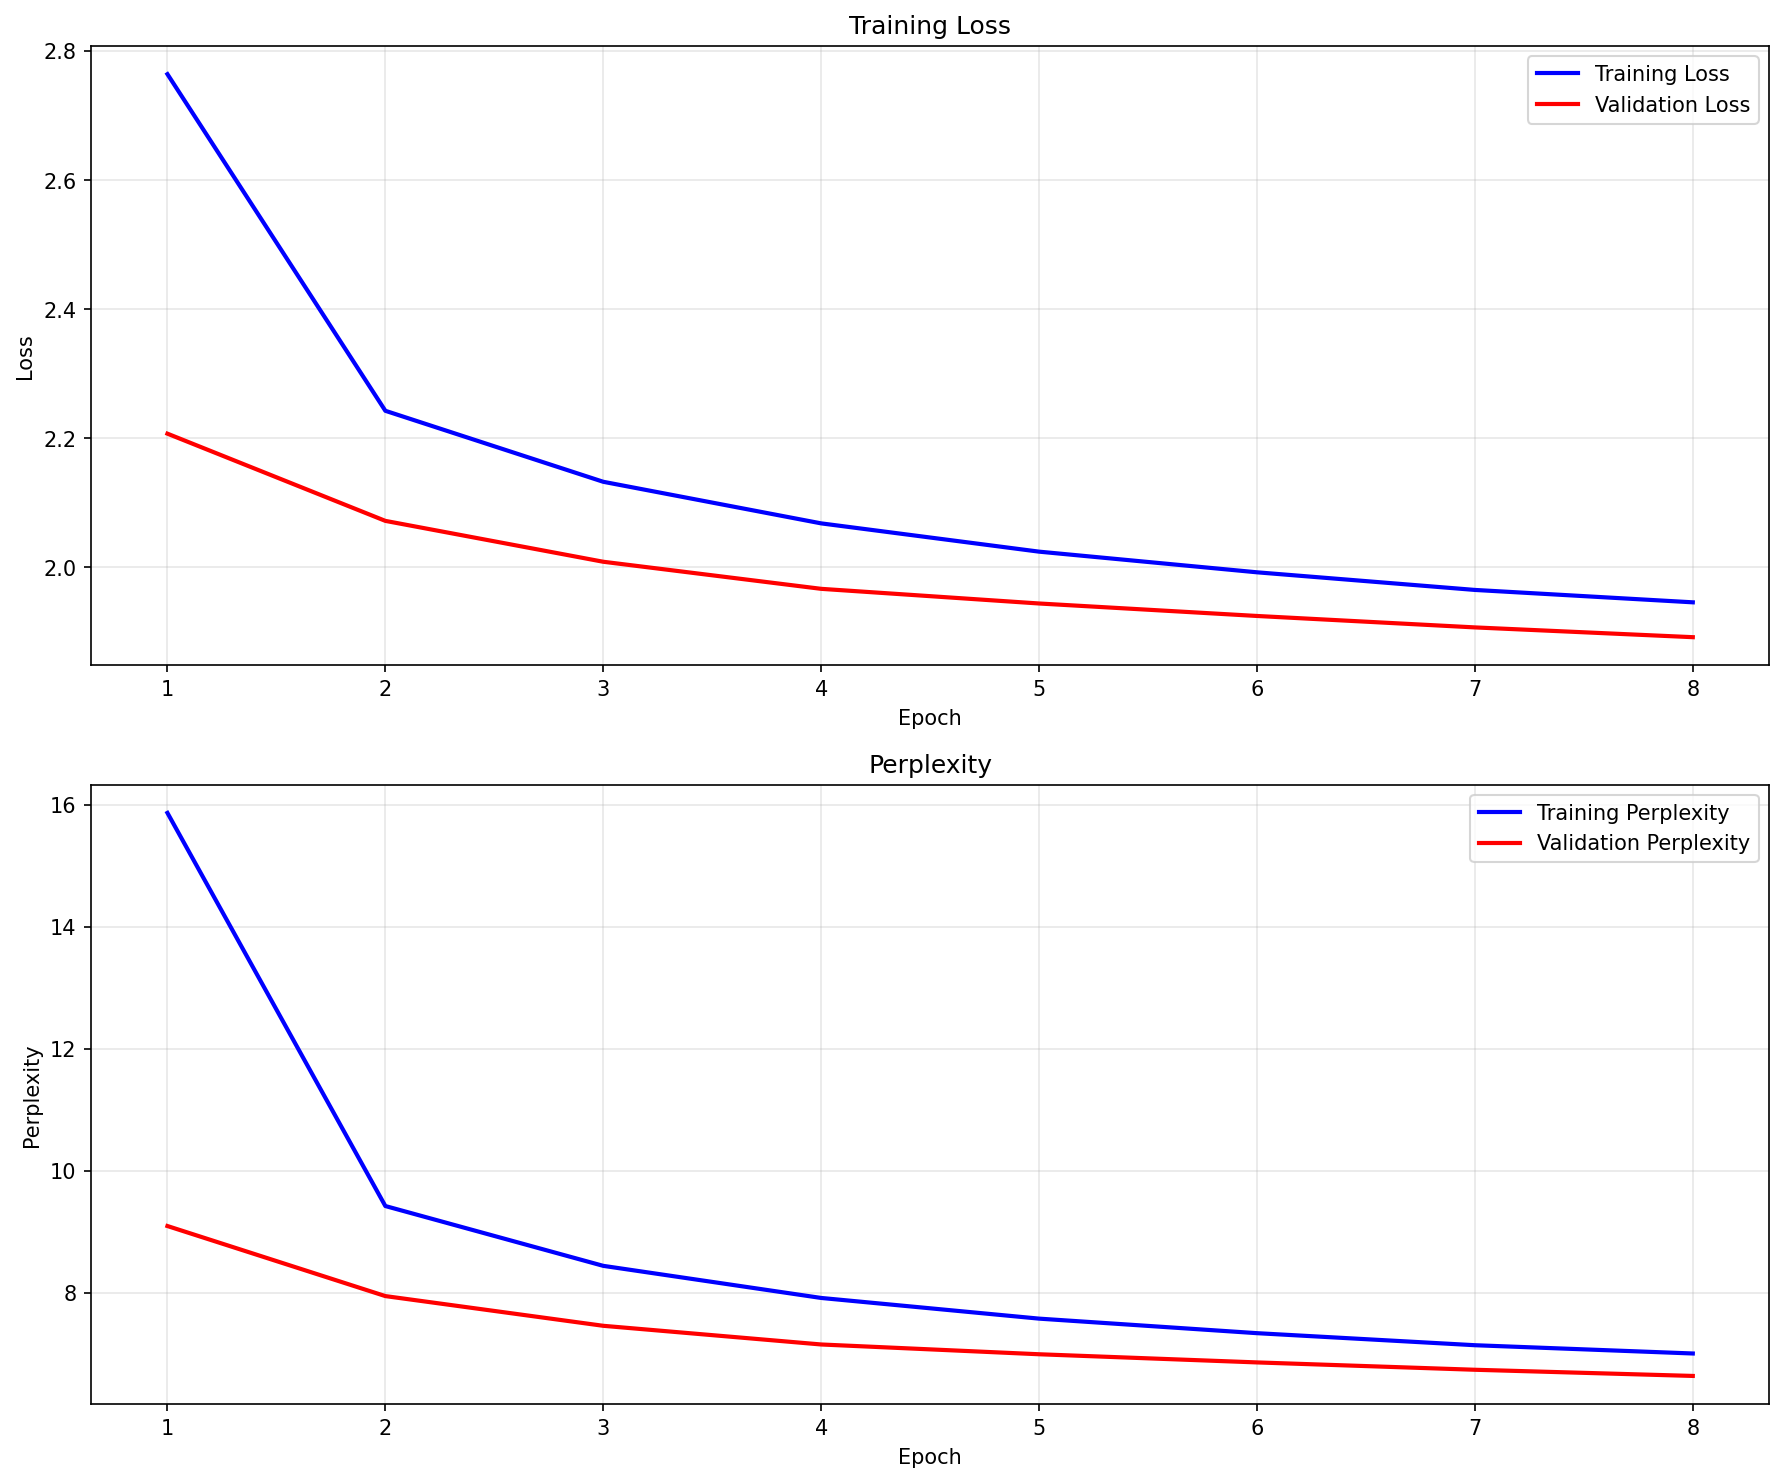 Training Loss
2.8
2.6
2.4
2.2
2.0
Loss
Training Loss
Validation Loss
1 2 3 4 5 6 7 8
Epoch
Perplexity
16
14
12
10
8
Perplexity
Training Perplexity
Validation Perplexity
1 2 3 4 5 6 7 8
Epoch